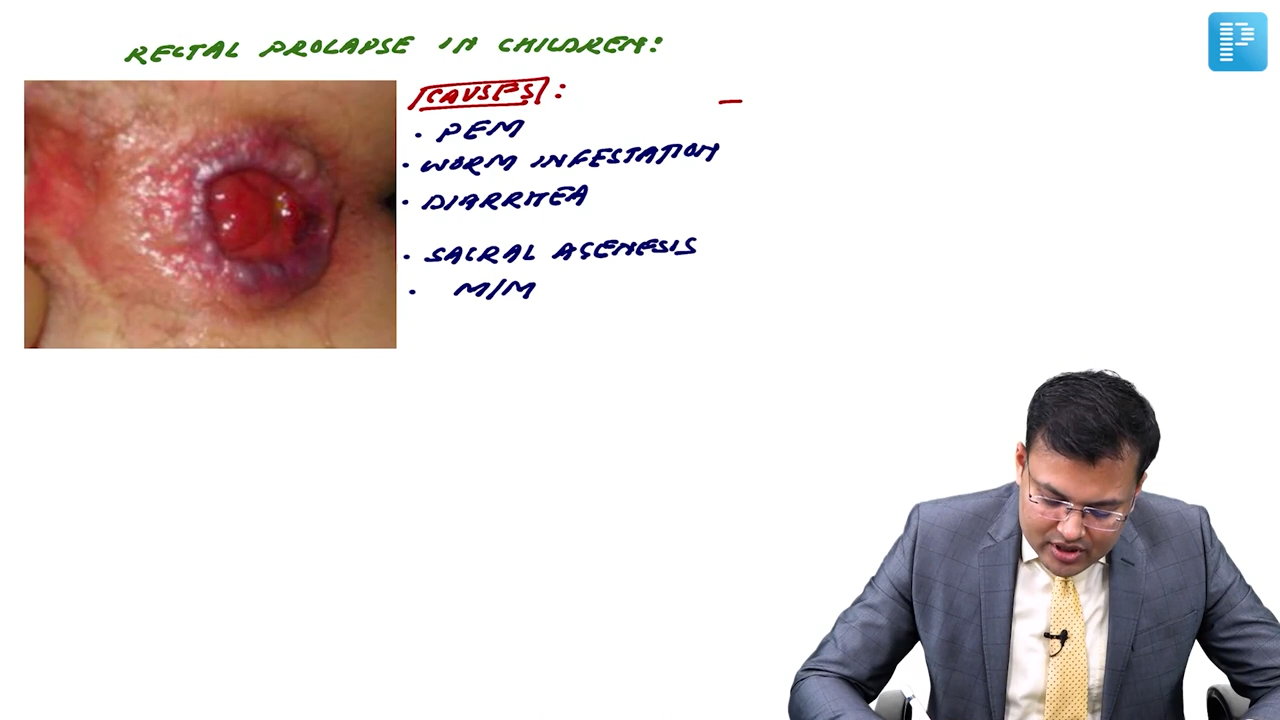 RECTAL PROLAPSE IN CHILDREN:
CAUSES:
• PEM
• WORM INFESTATION
• DIARRHEA
• SACRAL AGENESIS
• M/M